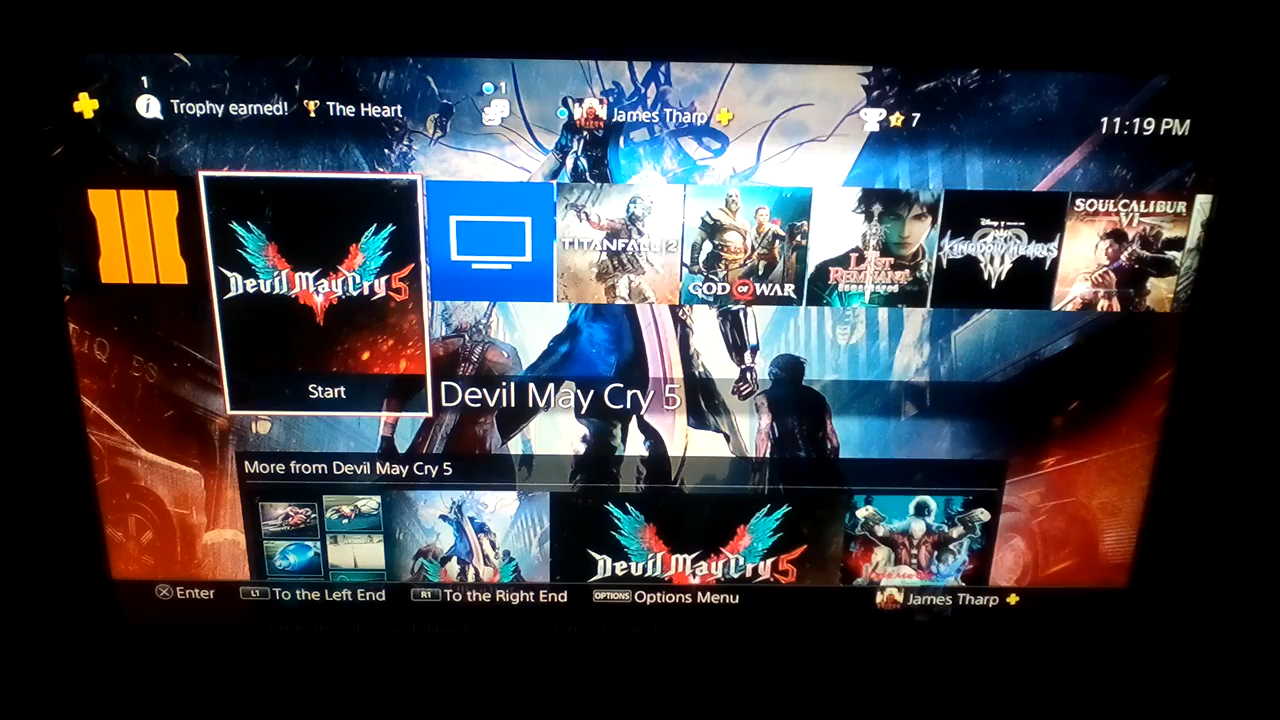 1
Trophy earned! The Heart
1
James Tharp
7
11:19 PM
Devil May Cry 5
TITANFALL 2
GOD OF WAR
THE LAST REMNANT
Disney
KINGDOM HEARTS
III
SOULCALIBUR
VI
Start
Devil May Cry 5
More from Devil May Cry 5
Devil May Cry 5
Enter
L1 To the Left End
R1 To the Right End
OPTIONS Options Menu
James Tharp